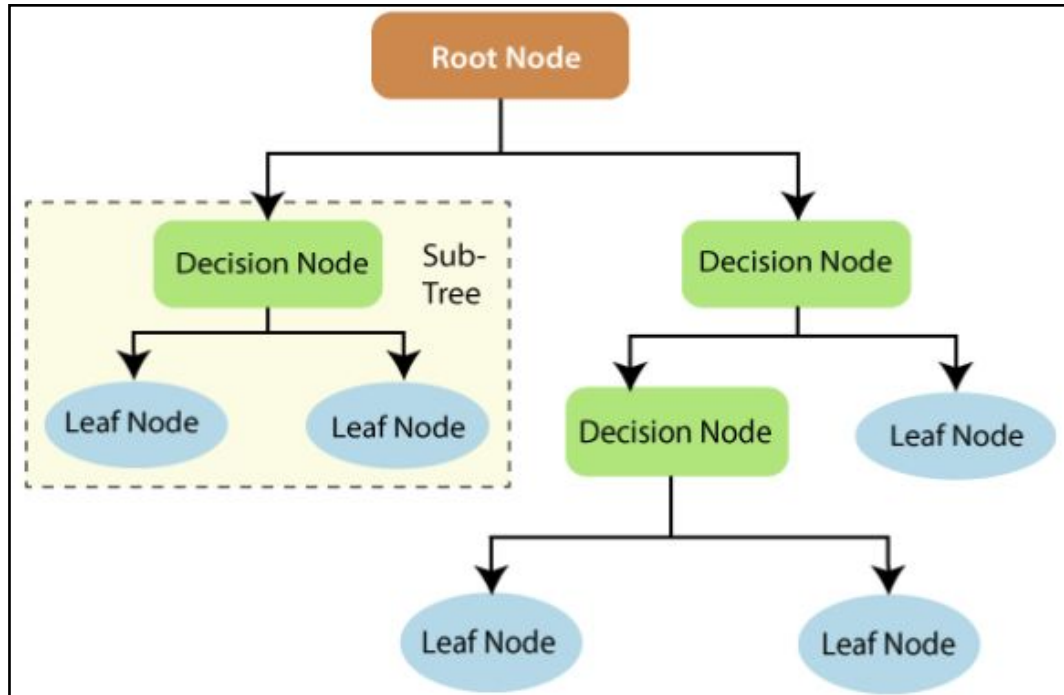 Root Node
Decision Node
Sub-
Tree
Decision Node
Leaf Node
Leaf Node
Decision Node
Leaf Node
Leaf Node
Leaf Node